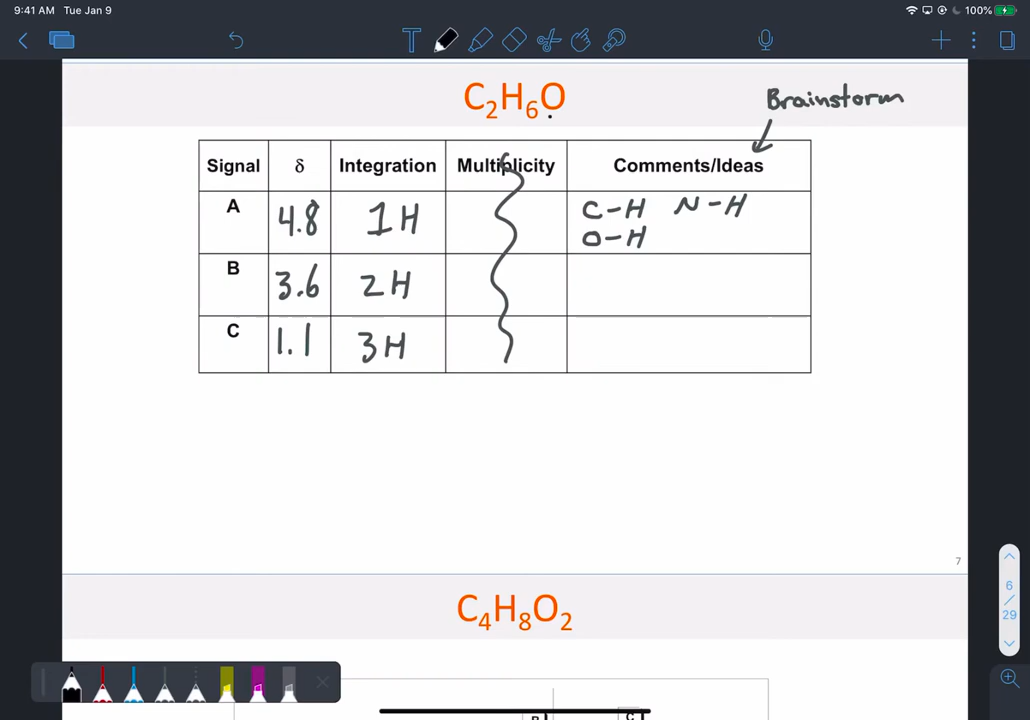 9:41 AM Tue Jan 9
100%
C2H6O
Brainstorm
Signal δ Integration Multiplicity Comments/Ideas
A 4.8 1H C-H N-H
O-H
B 3.6 2H
C 1.1 3H
7
C4H8O2
6
/
29
B C